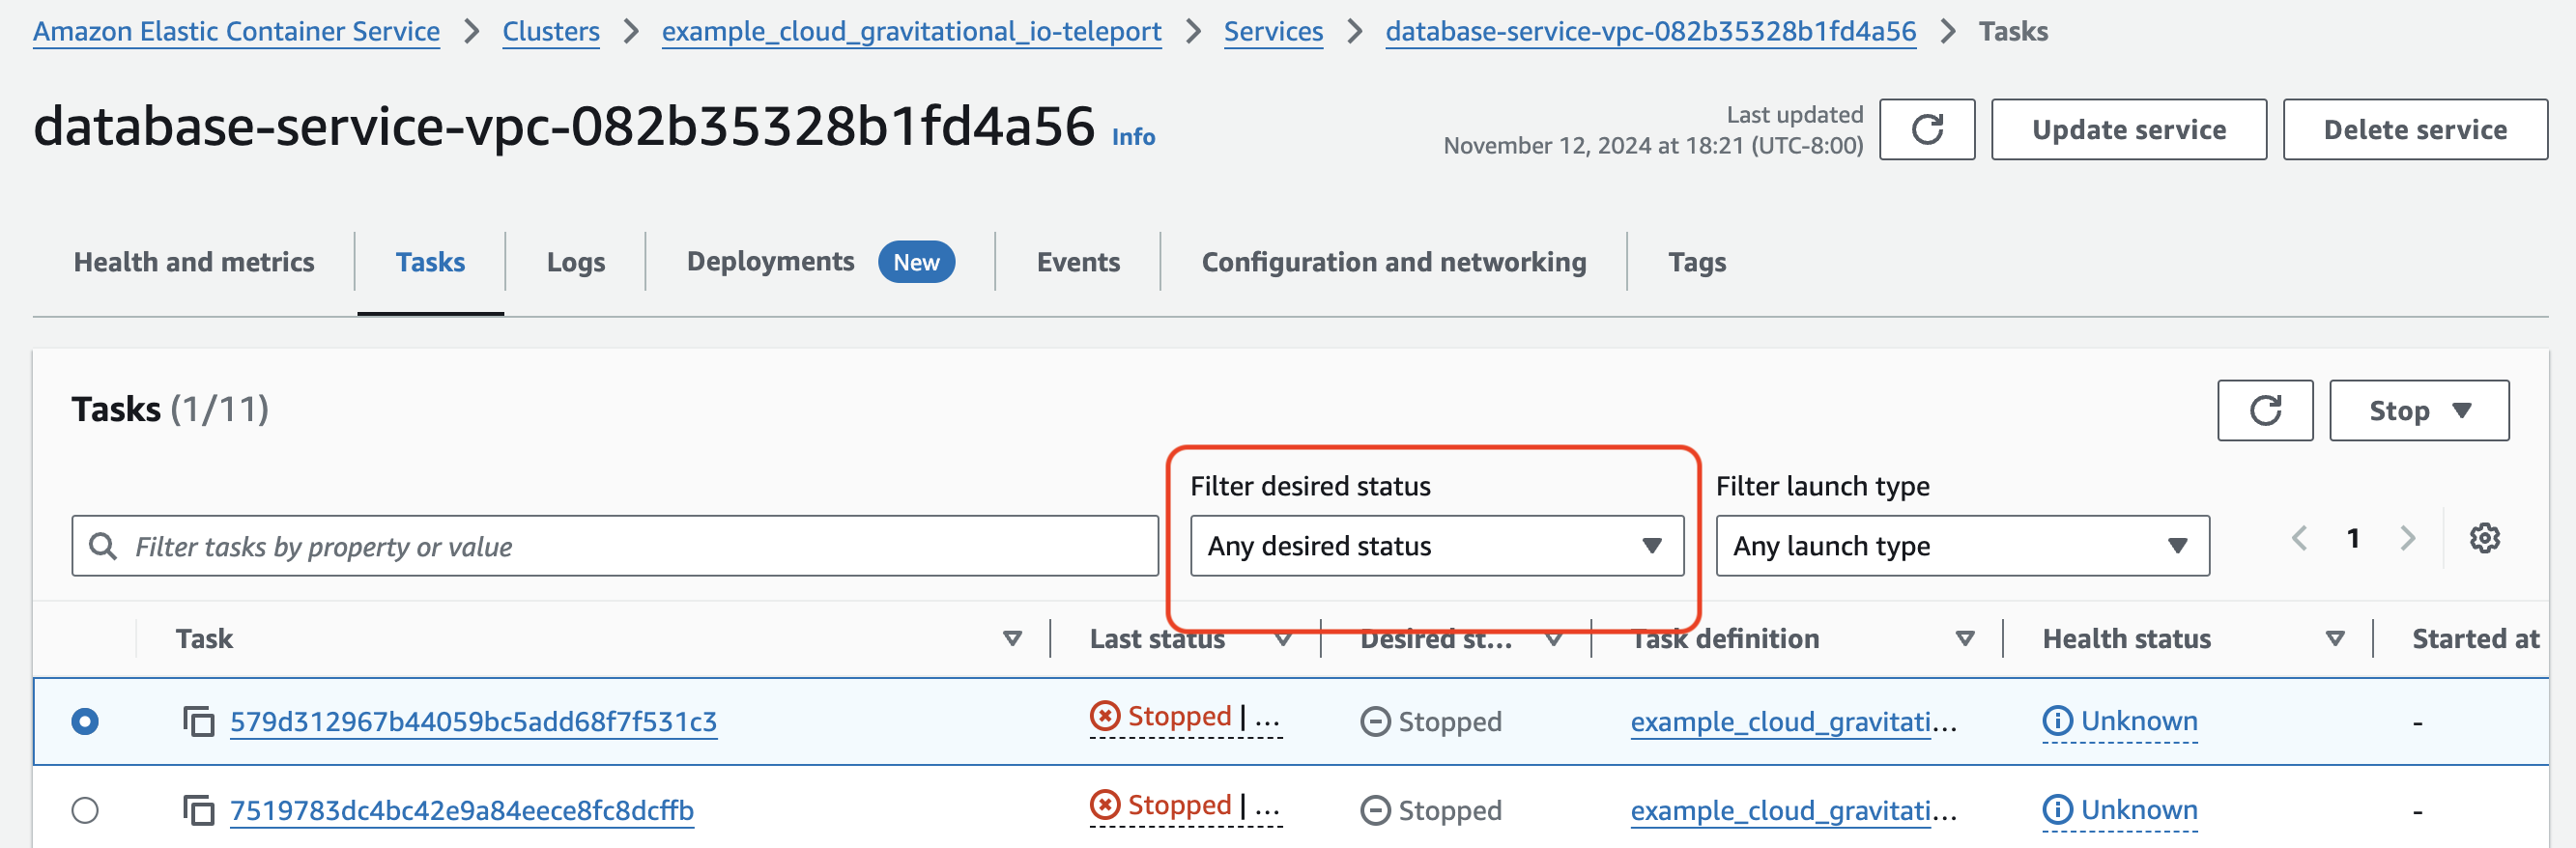 Amazon Elastic Container Service > Clusters > example_cloud_gravitational_io-teleport > Services > database-service-vpc-082b35328b1fd4a56 > Tasks
database-service-vpc-082b35328b1fd4a56 Info
Last updated
November 12, 2024 at 18:21 (UTC-8:00)
Update service
Delete service
Health and metrics
Tasks
Logs
Deployments New
Events
Configuration and networking
Tags
Tasks (1/11)
Stop
Filter desired status
Filter launch type
Filter tasks by property or value
Any desired status
Any launch type
1
Task Last status Desired st... Task definition Health status Started at
579d312967b44059bc5add68f7f531c3 Stopped | ... Stopped example_cloud_gravitati... Unknown -
7519783dc4bc42e9a84eece8fc8dcffb Stopped | ... Stopped example_cloud_gravitati... Unknown -